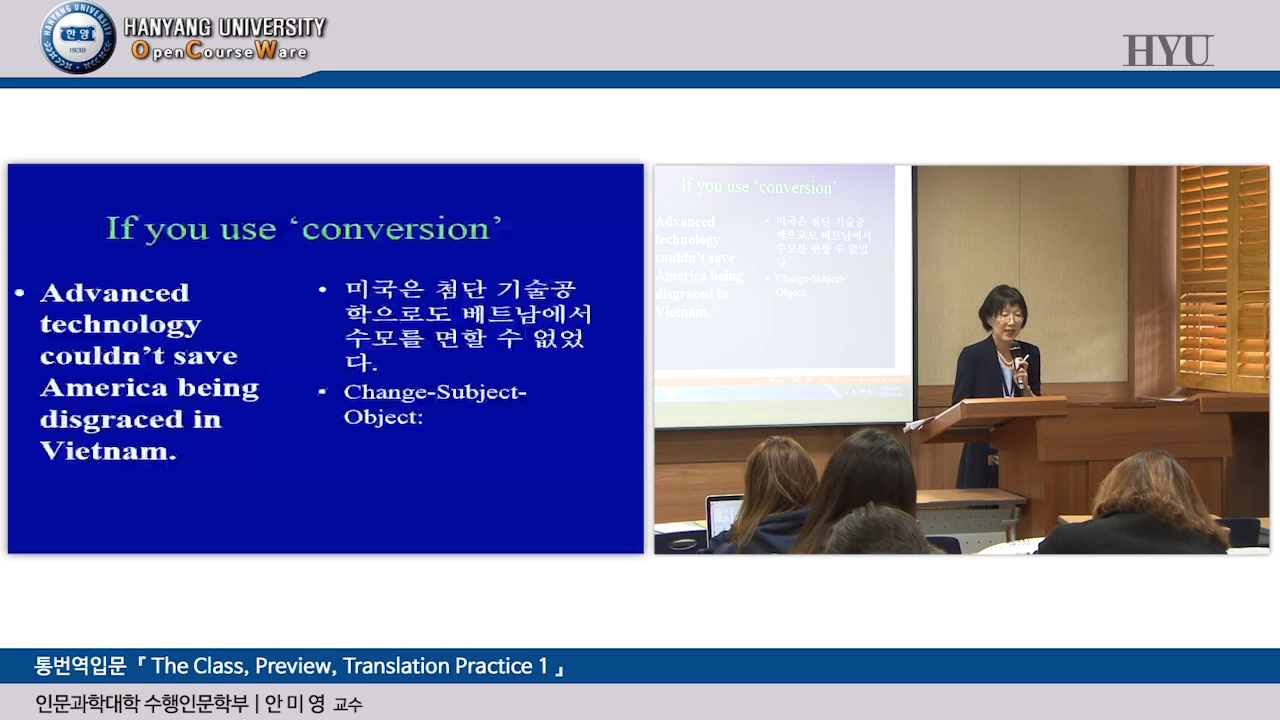 한양
1939
HANYANG UNIVERSITY
OpenCourseWare
HYU
If you use ‘conversion’
• Advanced
technology
couldn’t save
America being
disgraced in
Vietnam.
• 미국은 첨단 기술공
학으로도 베트남에서
수모를 면할 수 없었
다.
• Change-Subject-
Object:
If you use ‘conversion’
Advanced
technology
couldn’t save
America being
disgraced in
Vietnam.
• 미국은 첨단 기술공
학으로도 베트남에서
수모를 면할 수 없었
다.
• Change-Subject-
Object:
통번역입문『 The Class, Preview, Translation Practice 1 』
인문과학대학 수행인문학부 | 안 미 영 교수